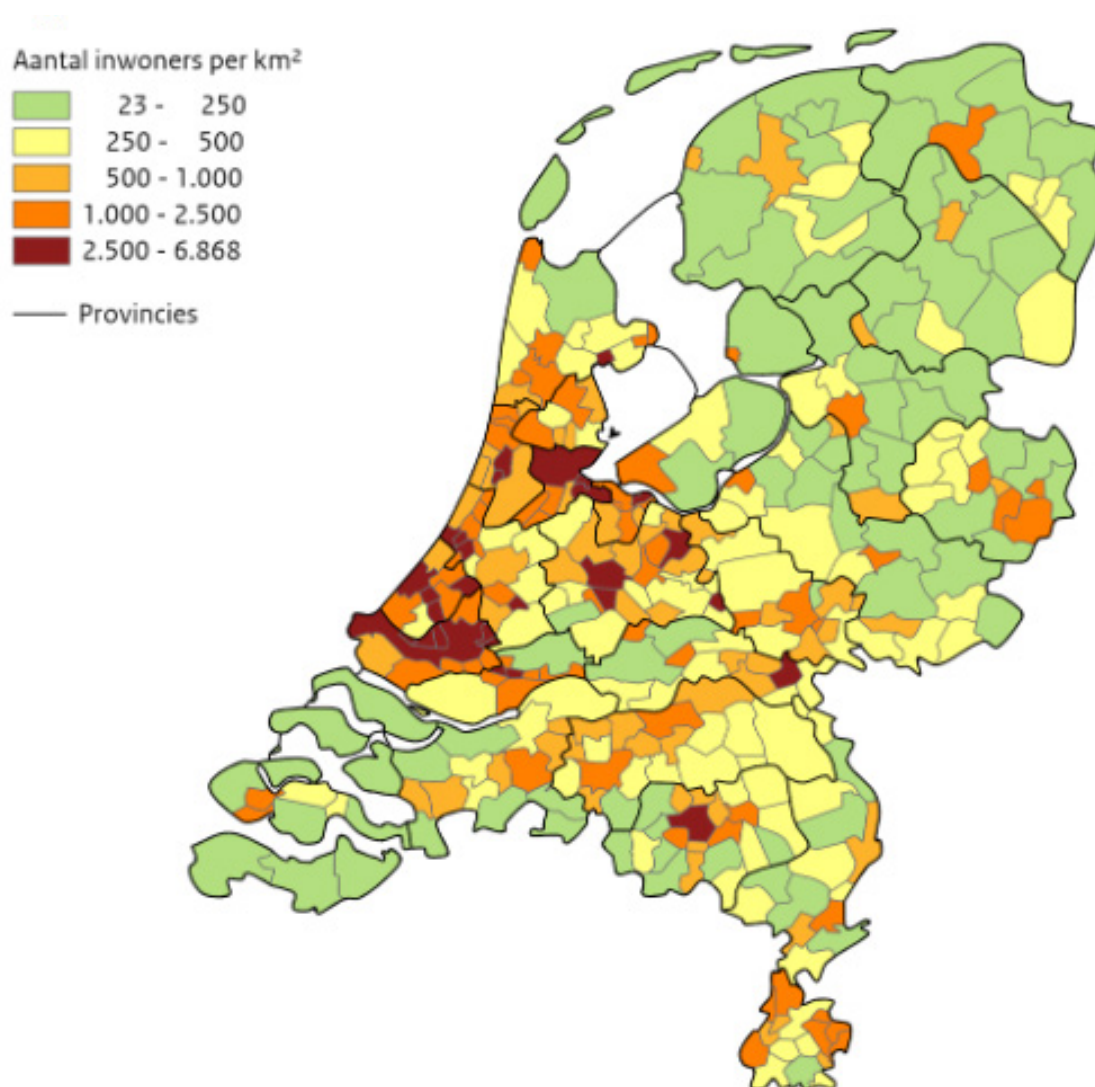 Aantal inwoners per km²
23 - 250
250 - 500
500 - 1.000
1.000 - 2.500
2.500 - 6.868
Provincies